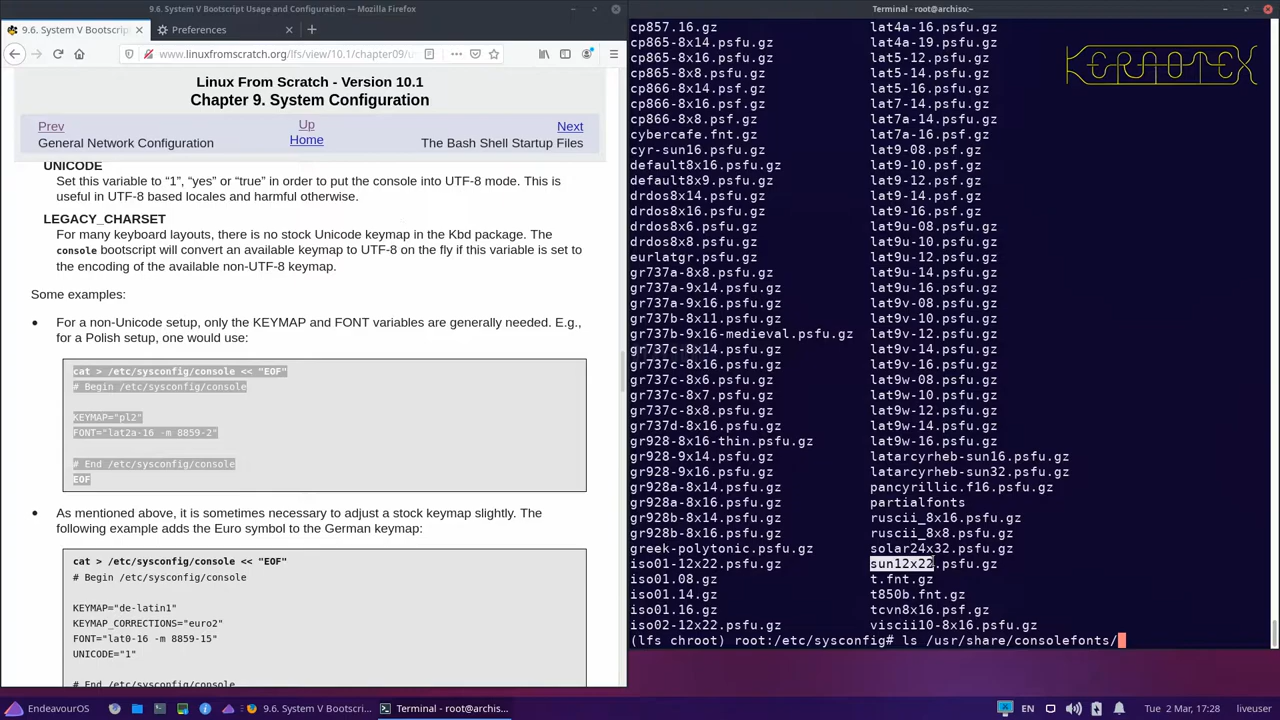 9.6. System V Bootscript Usage and Configuration — Mozilla Firefox
9.6. System V Bootscrip
Preferences
www.linuxfromscratch.org/lfs/view/10.1/chapter09/us
Linux From Scratch - Version 10.1
Chapter 9. System Configuration
Prev
Up
Next
General Network Configuration
Home
The Bash Shell Startup Files
UNICODE
Set this variable to “1”, “yes” or “true” in order to put the console into UTF-8 mode. This is
useful in UTF-8 based locales and harmful otherwise.
LEGACY_CHARSET
For many keyboard layouts, there is no stock Unicode keymap in the Kbd package. The
console bootscript will convert an available keymap to UTF-8 on the fly if this variable is set to
the encoding of the available non-UTF-8 keymap.
Some examples:
For a non-Unicode setup, only the KEYMAP and FONT variables are generally needed. E.g.,
for a Polish setup, one would use:
cat > /etc/sysconfig/console << "EOF"
# Begin /etc/sysconfig/console
KEYMAP="pl2"
FONT="lat2a-16 -m 8859-2"
# End /etc/sysconfig/console
EOF
As mentioned above, it is sometimes necessary to adjust a stock keymap slightly. The
following example adds the Euro symbol to the German keymap:
cat > /etc/sysconfig/console << "EOF"
# Begin /etc/sysconfig/console
KEYMAP="de-latin1"
KEYMAP_CORRECTIONS="euro2"
FONT="lat0-16 -m 8859-15"
UNICODE="1"
# End /etc/sysconfig/console
Terminal - root@archiso:~
KERNOTEX
cp857.16.gz lat4a-16.psfu.gz
cp865-8x14.psfu.gz lat4a-19.psfu.gz
cp865-8x16.psfu.gz lat5-12.psfu.gz
cp865-8x8.psfu.gz lat5-14.psfu.gz
cp866-8x14.psf.gz lat5-16.psfu.gz
cp866-8x16.psf.gz lat7-14.psfu.gz
cp866-8x8.psf.gz lat7a-14.psfu.gz
cybercafe.fnt.gz lat7a-16.psf.gz
cyr-sun16.psfu.gz lat9-08.psf.gz
default8x16.psfu.gz lat9-10.psf.gz
default8x9.psfu.gz lat9-12.psf.gz
drdos8x14.psfu.gz lat9-14.psf.gz
drdos8x16.psfu.gz lat9-16.psf.gz
drdos8x6.psfu.gz lat9u-08.psfu.gz
drdos8x8.psfu.gz lat9u-10.psfu.gz
eurlatgr.psfu.gz lat9u-12.psfu.gz
gr737a-8x8.psfu.gz lat9u-14.psfu.gz
gr737a-9x14.psfu.gz lat9u-16.psfu.gz
gr737a-9x16.psfu.gz lat9v-08.psfu.gz
gr737b-8x11.psfu.gz lat9v-10.psfu.gz
gr737b-9x16-medieval.psfu.gz lat9v-12.psfu.gz
gr737c-8x14.psfu.gz lat9v-14.psfu.gz
gr737c-8x16.psfu.gz lat9v-16.psfu.gz
gr737c-8x6.psfu.gz lat9w-08.psfu.gz
gr737c-8x7.psfu.gz lat9w-10.psfu.gz
gr737c-8x8.psfu.gz lat9w-12.psfu.gz
gr737d-8x16.psfu.gz lat9w-14.psfu.gz
gr928-8x16-thin.psfu.gz lat9w-16.psfu.gz
gr928-9x14.psfu.gz latarcyrheb-sun16.psfu.gz
gr928-9x16.psfu.gz latarcyrheb-sun32.psfu.gz
gr928a-8x14.psfu.gz pancyrillic.f16.psfu.gz
gr928a-8x16.psfu.gz partialfonts
gr928b-8x14.psfu.gz ruscii_8x16.psfu.gz
gr928b-8x16.psfu.gz ruscii_8x8.psfu.gz
greek-polytonic.psfu.gz solar24x32.psfu.gz
iso01-12x22.psfu.gz sun12x22.psfu.gz
iso01.08.gz t.fnt.gz
iso01.14.gz t850b.fnt.gz
iso01.16.gz tcvn8x16.psf.gz
iso02-12x22.psfu.gz viscii10-8x16.psfu.gz
(lfs chroot) root:/etc/sysconfig# ls /usr/share/consolefonts/
EndeavourOS
9.6. System V Bootscrip...
Terminal - root@archiso:...
EN
Tue 2 Mar, 17:28
liveuser